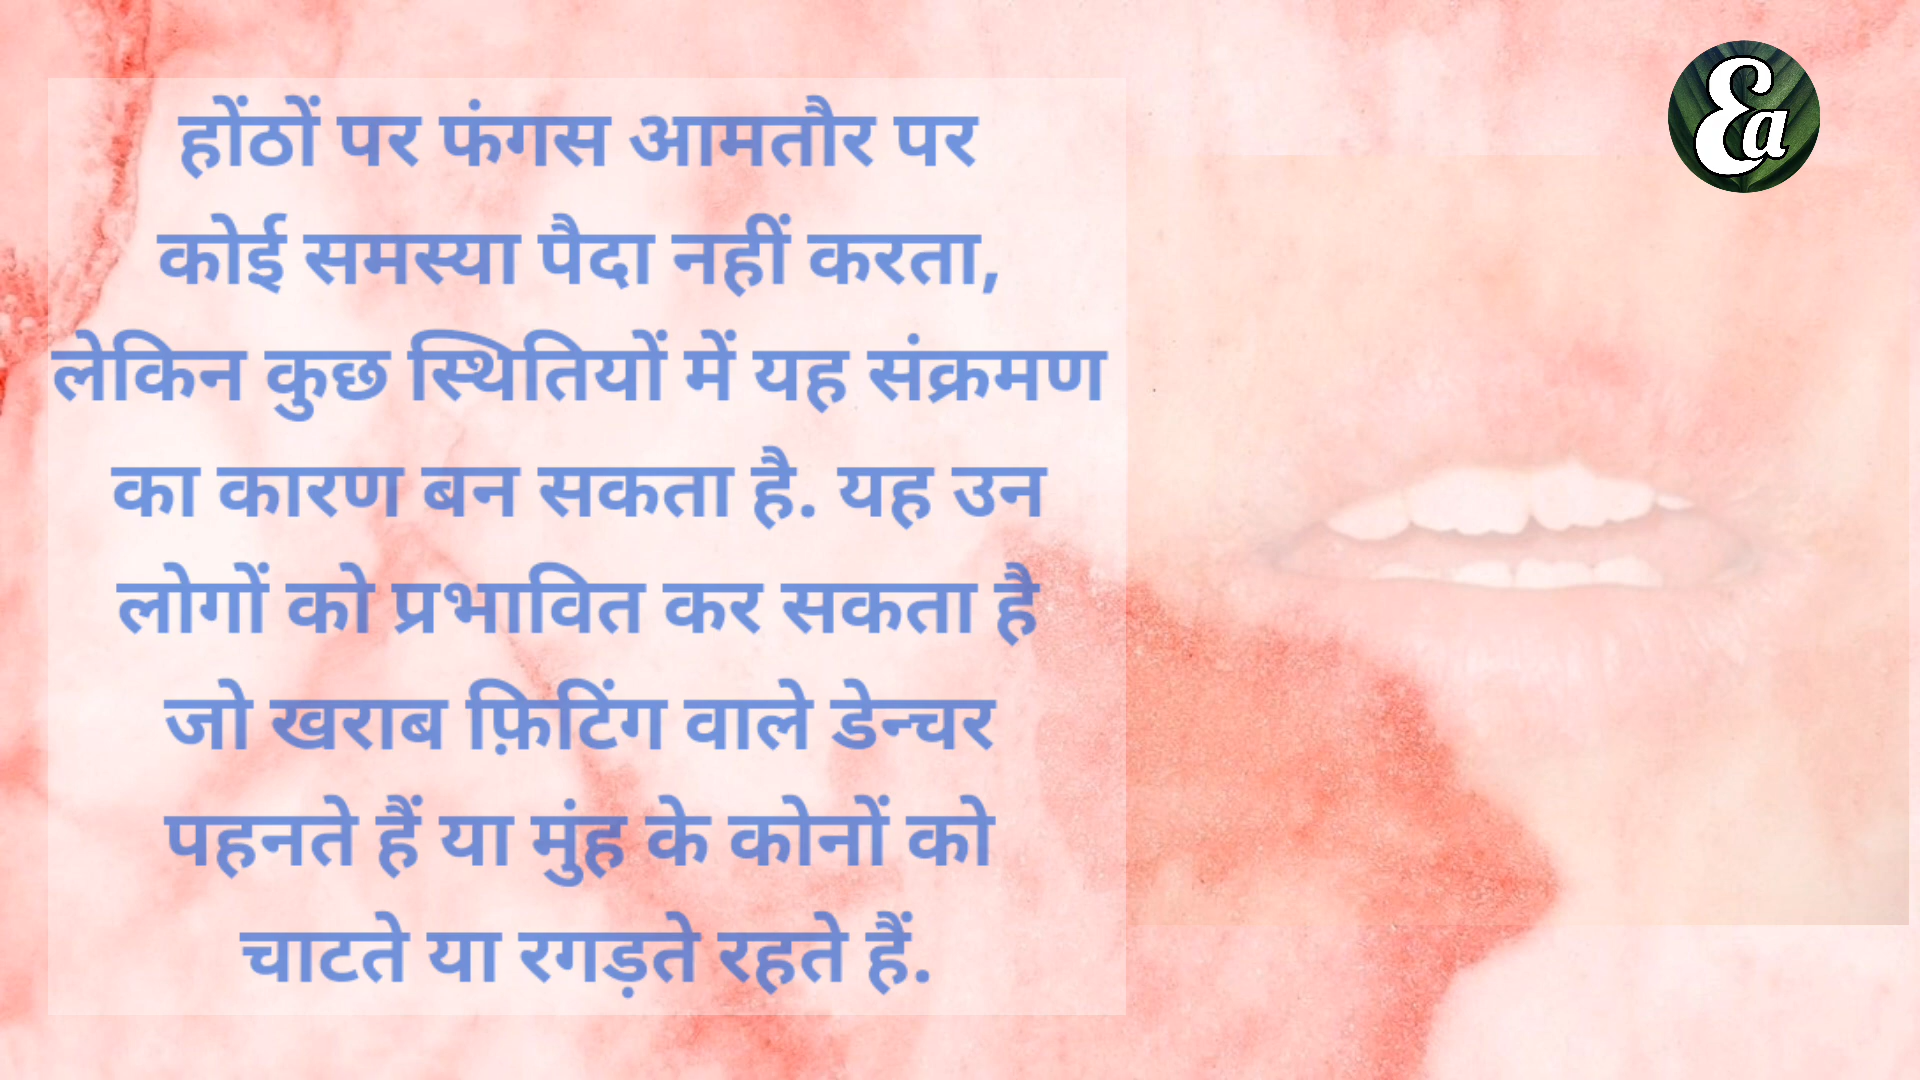 Ea
होंठों पर फंगस आमतौर पर
कोई समस्या पैदा नहीं करता,
लेकिन कुछ स्थितियों में यह संक्रमण
का कारण बन सकता है. यह उन
लोगों को प्रभावित कर सकता है
जो खराब फ़िटिंग वाले डेन्चर
पहनते हैं या मुंह के कोनों को
चाटते या रगड़ते रहते हैं.